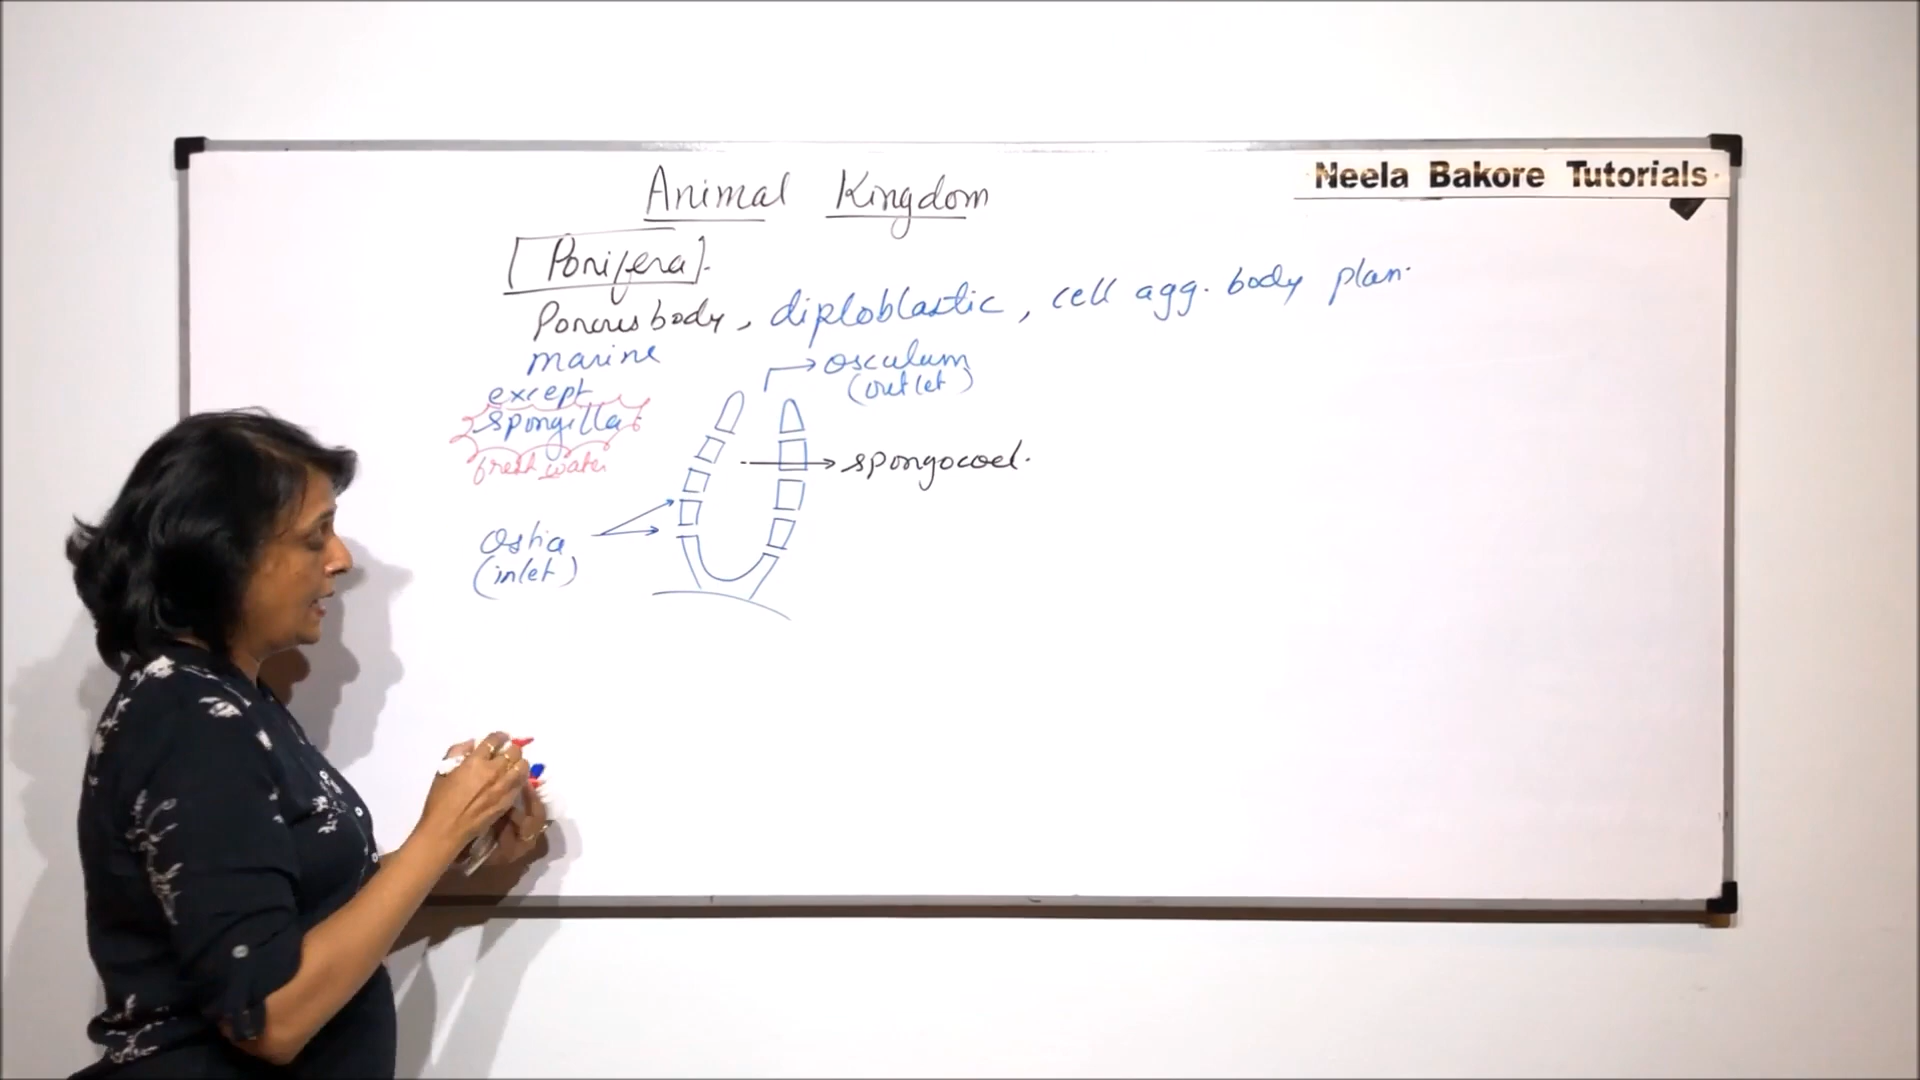 Neela Bakore Tutorials
Animal Kingdom
[Porifera].
Porous body, diploblastic, cell agg. body plan.
marine
except
spongilla
fresh water
osculum
(outlet)
spongocoel.
Ostia
(inlet)